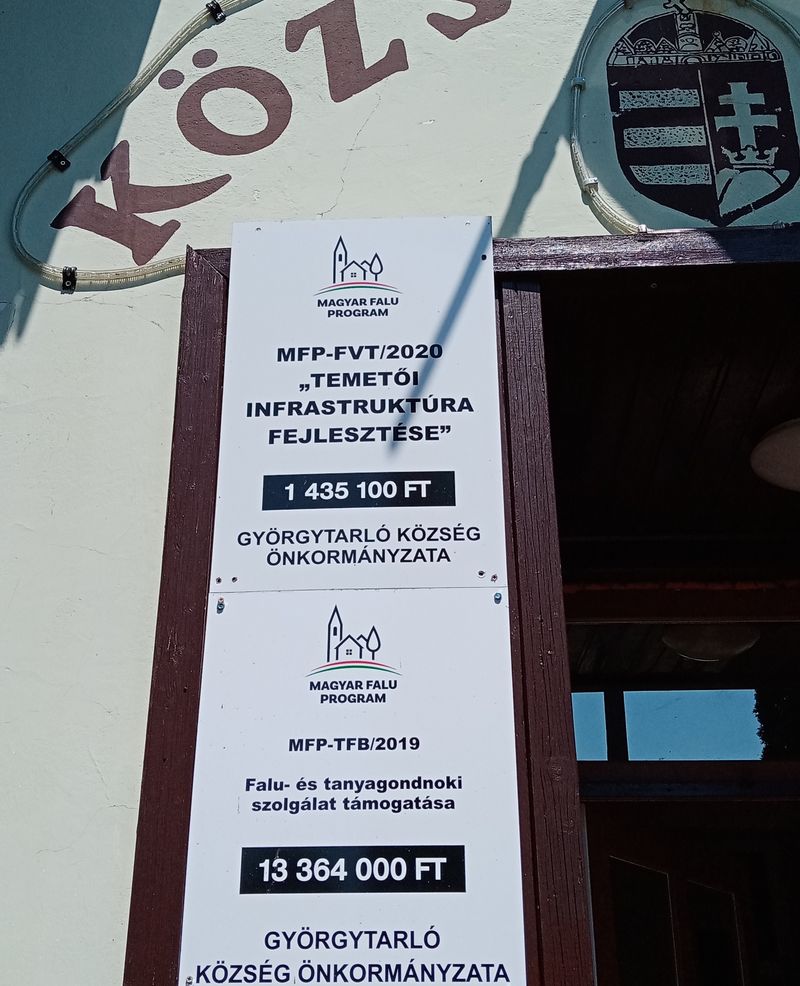 KÖZS
MAGYAR FALU
PROGRAM
MFP-FVT/2020
„TEMETŐI
INFRASTRUKTÚRA
FEJLESZTÉSE”
1 435 100 FT
GYÖRGYTARLÓ KÖZSÉG
ÖNKORMÁNYZATA
MAGYAR FALU
PROGRAM
MFP-TFB/2019
Falu- és tanyagondnoki
szolgálat támogatása
13 364 000 FT
GYÖRGYTARLÓ
KÖZSÉG ÖNKORMÁNYZATA